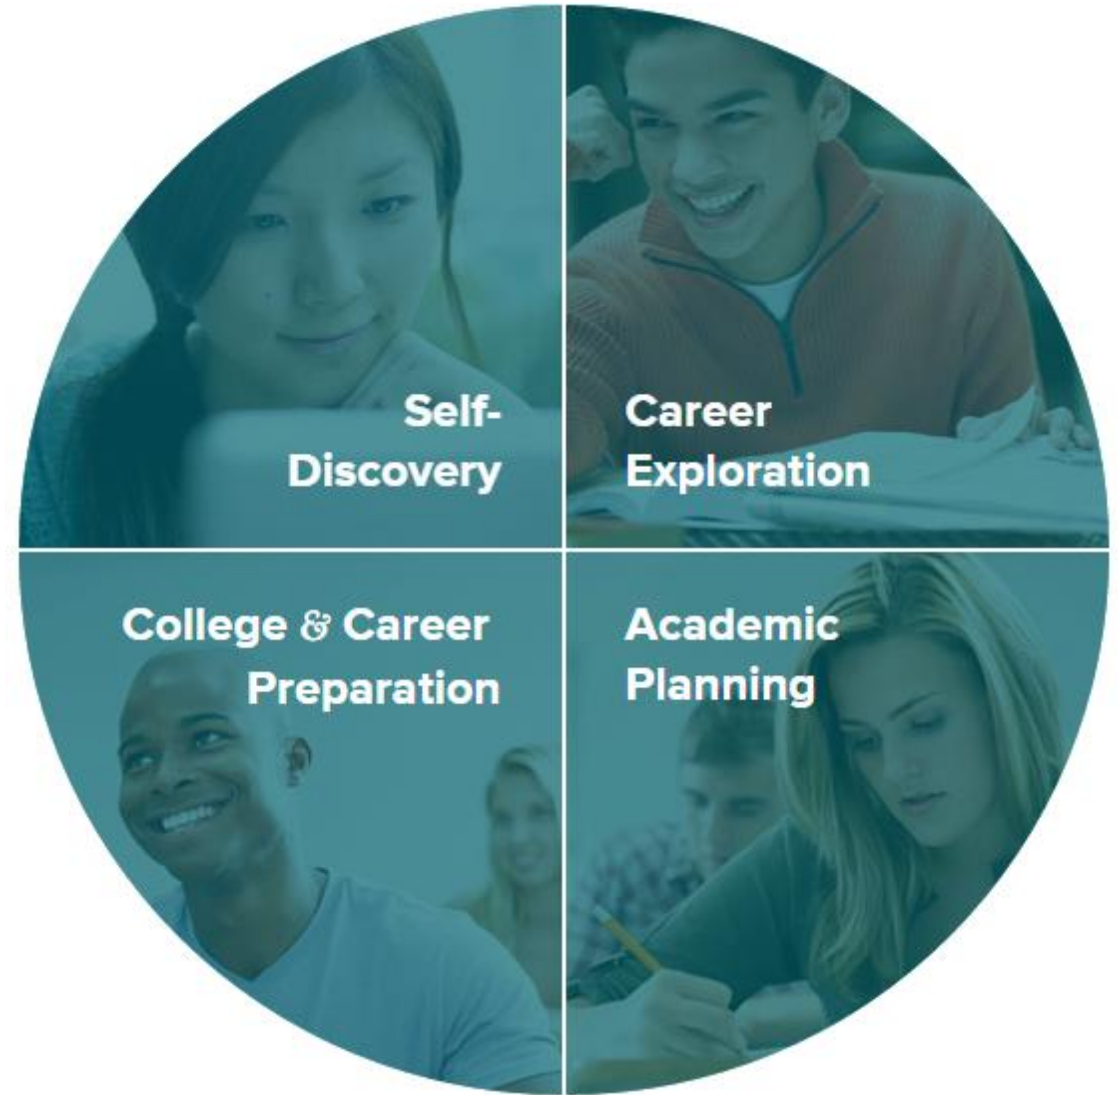 Self-
Discovery
Career
Exploration
College & Career
Preparation
Academic
Planning